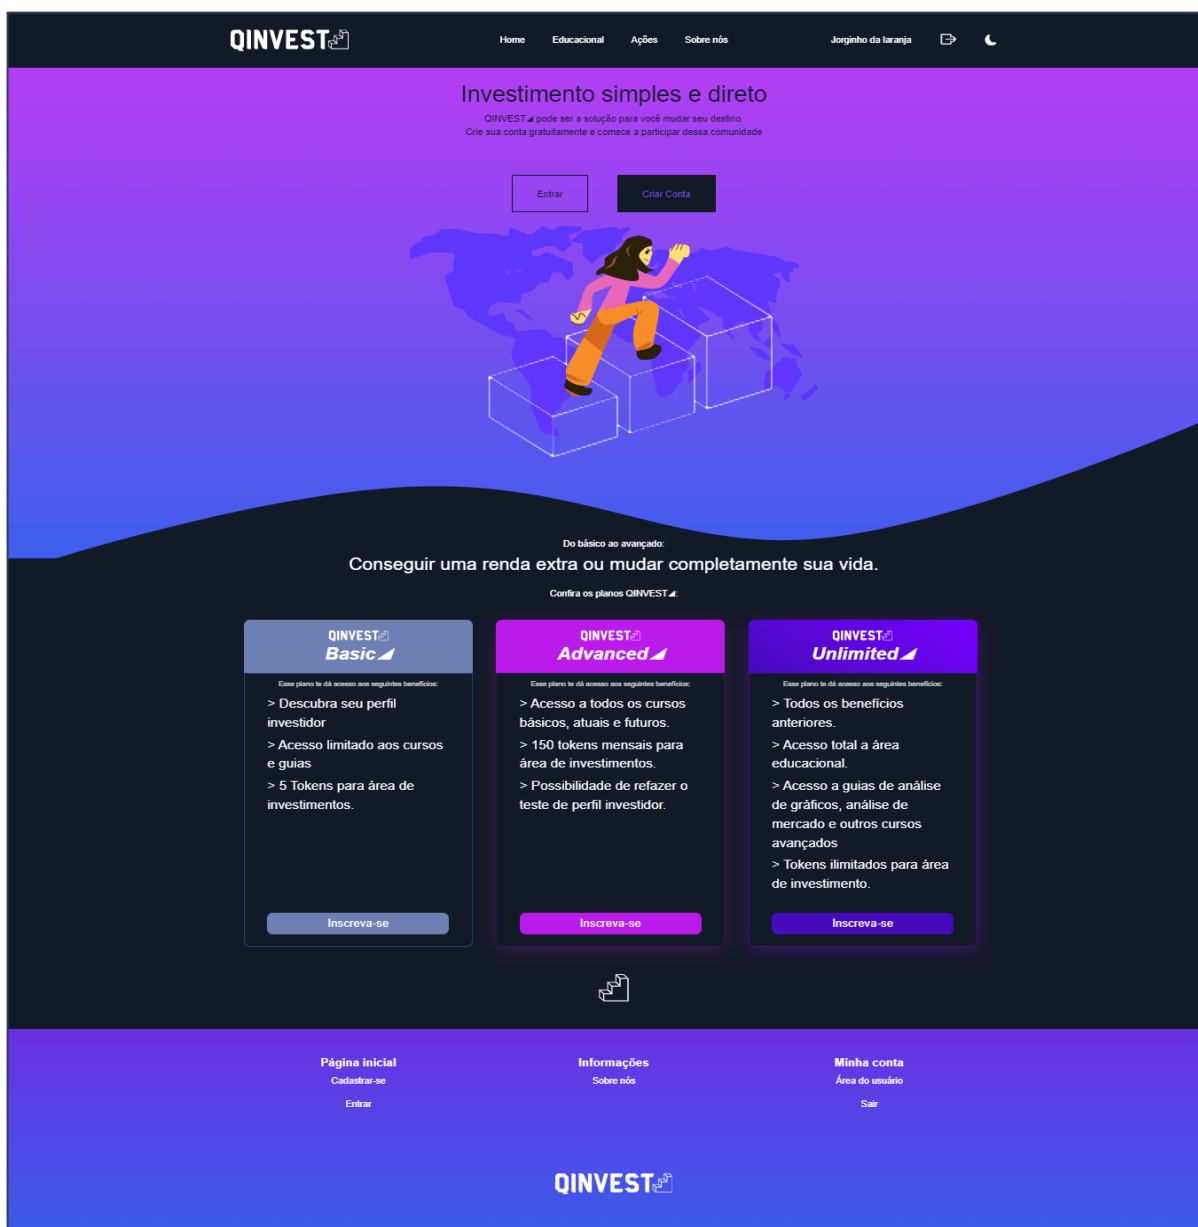 QINVEST
Home Educacional Ações Sobre nós Jorginho da laranja
Investimento simples e direto
QINVEST◢ pode ser a solução para você mudar seu destino.
Crie sua conta gratuitamente e comece a participar dessa comunidade
Entrar Criar Conta
Do básico ao avançado:
Conseguir uma renda extra ou mudar completamente sua vida.
Confira os planos QINVEST◢:
QINVEST
Basic
Esse plano te dá acesso aos seguintes benefícios:
> Descubra seu perfil
investidor
> Acesso limitado aos cursos
e guias
> 5 Tokens para área de
investimentos.
Inscreva-se
QINVEST
Advanced
Esse plano te dá acesso aos seguintes benefícios:
> Acesso a todos os cursos
básicos, atuais e futuros.
> 150 tokens mensais para
área de investimentos.
> Possibilidade de refazer o
teste de perfil investidor.
Inscreva-se
QINVEST
Unlimited
Esse plano te dá acesso aos seguintes benefícios:
> Todos os benefícios
anteriores.
> Acesso total a área
educacional.
> Acesso a guias de análise
de gráficos, análise de
mercado e outros cursos
avançados
> Tokens ilimitados para área
de investimento.
Inscreva-se
Página inicial
Cadastrar-se
Entrar
Informações
Sobre nós
Minha conta
Área do usuário
Sair
QINVEST